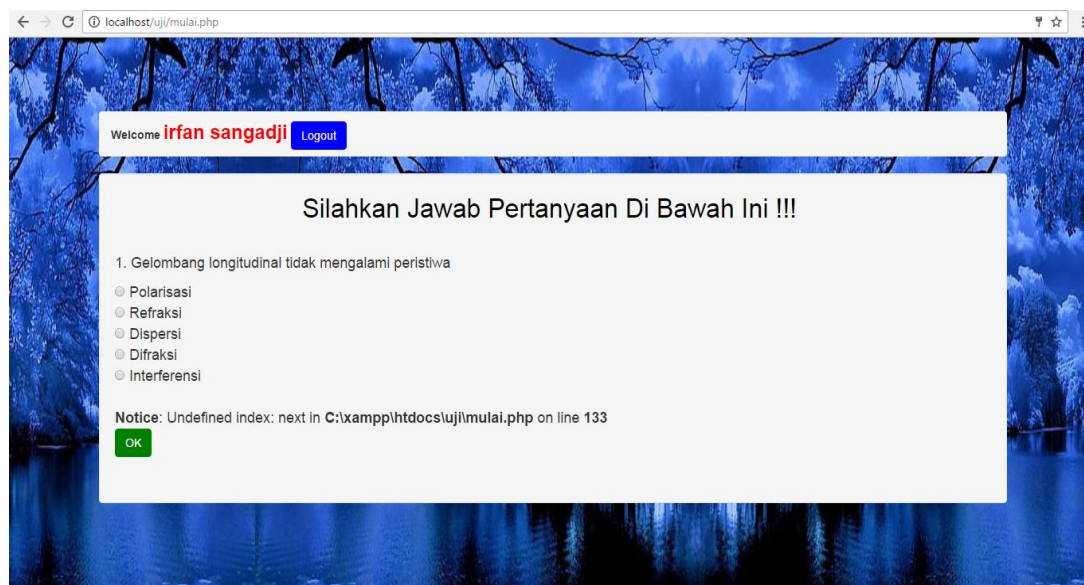 localhost/uji/mulai.php
Welcome irfan sangadji Logout
Silahkan Jawab Pertanyaan Di Bawah Ini !!!
1. Gelombang longitudinal tidak mengalami peristiwa
Polarisasi
Refraksi
Dispersi
Difraksi
Interferensi
Notice: Undefined index: next in C:\xampp\htdocs\uji\mulai.php on line 133
OK